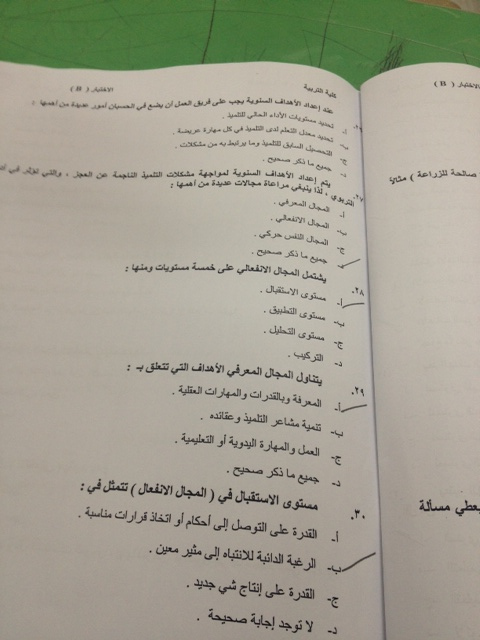 كلية التربية
الاختبار ( B )
٢٦. عند إعداد الأهداف السنوية يجب على فريق العمل أن يضع في الحسبان أمور عديدة من أهمها :
أ- تحديد مستويات الأداء الحالي للتلميذ .
ب- تحديد معدل التعلم لدى التلميذ في كل مهارة عريضة .
ج- التحصيل السابق للتلميذ وما يرتبط به من مشكلات .
د- جميع ما ذكر صحيح .
٢٧. يتم إعداد الأهداف السنوية لمواجهة مشكلات التلميذ الناجمة عن العجز ، والتي تؤثر في
التربوي ، لذا ينبغي مراعاة مجالات عديدة من أهمها :
أ- المجال المعرفي .
ب- المجال الانفعالي .
ج- المجال النفس حركي .
د- جميع ما ذكر صحيح .
٢٨. يشتمل المجال الانفعالي على خمسة مستويات ومنها :
أ- مستوى الاستقبال .
ب- مستوى التطبيق .
ج- مستوى التحليل .
د- التركيب .
٢٩. يتناول المجال المعرفي الأهداف التي تتعلق بـ :
أ- المعرفة وبالقدرات والمهارات العقلية .
ب- تنمية مشاعر التلميذ وعقائده .
ج- العمل والمهارة اليدوية أو التعليمية .
د- جميع ما ذكر صحيح .
٣٠. مستوى الاستقبال في ( المجال الانفعال ) تتمثل في :
أ- القدرة على التوصل إلى أحكام أو اتخاذ قرارات مناسبة .
ب- الرغبة الذاتية للانتباه إلى مثير معين .
ج- القدرة على إنتاج شي جديد .
د- لا توجد إجابة صحيحة .
الاختبار ( B )
صالحة للزراعة ) مثالاً
يعطي مسألة